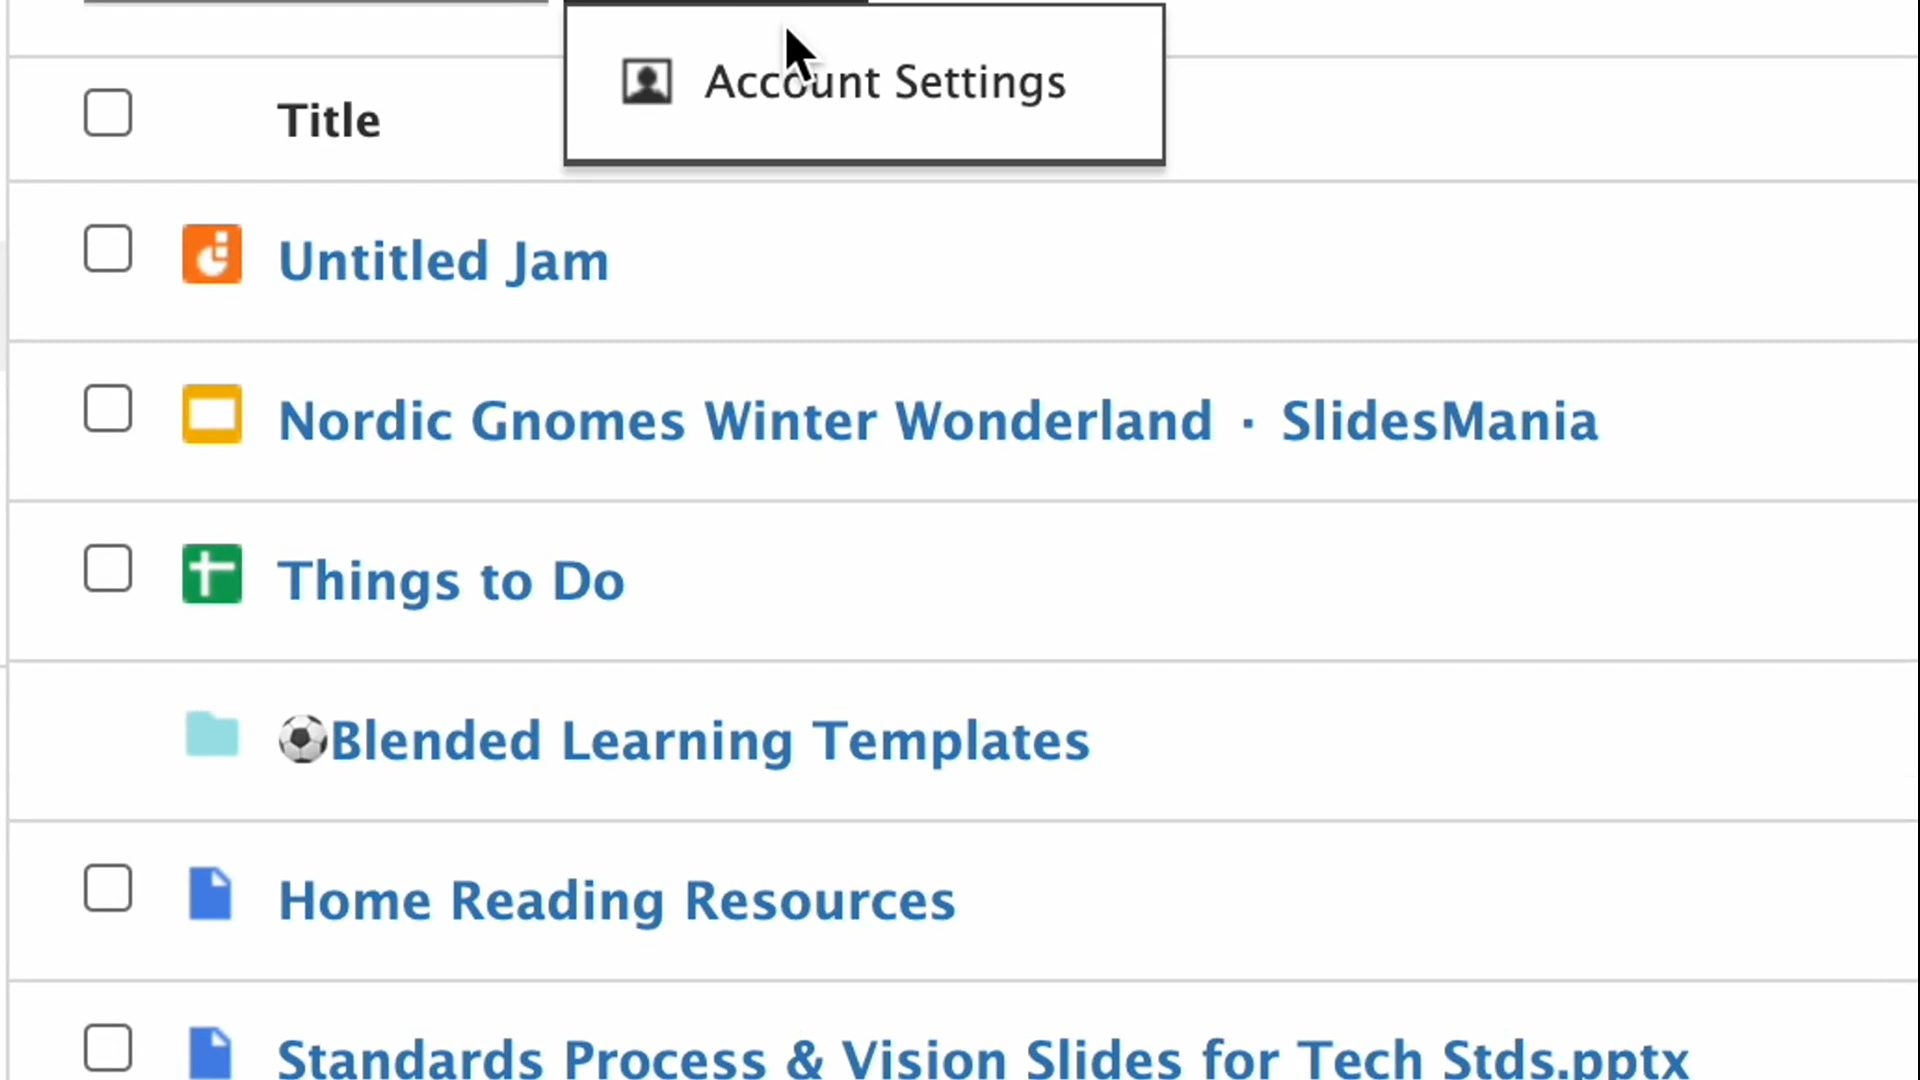 Account Settings
Title
Untitled Jam
Nordic Gnomes Winter Wonderland · SlidesMania
Things to Do
⚽Blended Learning Templates
Home Reading Resources
Standards Process & Vision Slides for Tech Stds.pptx